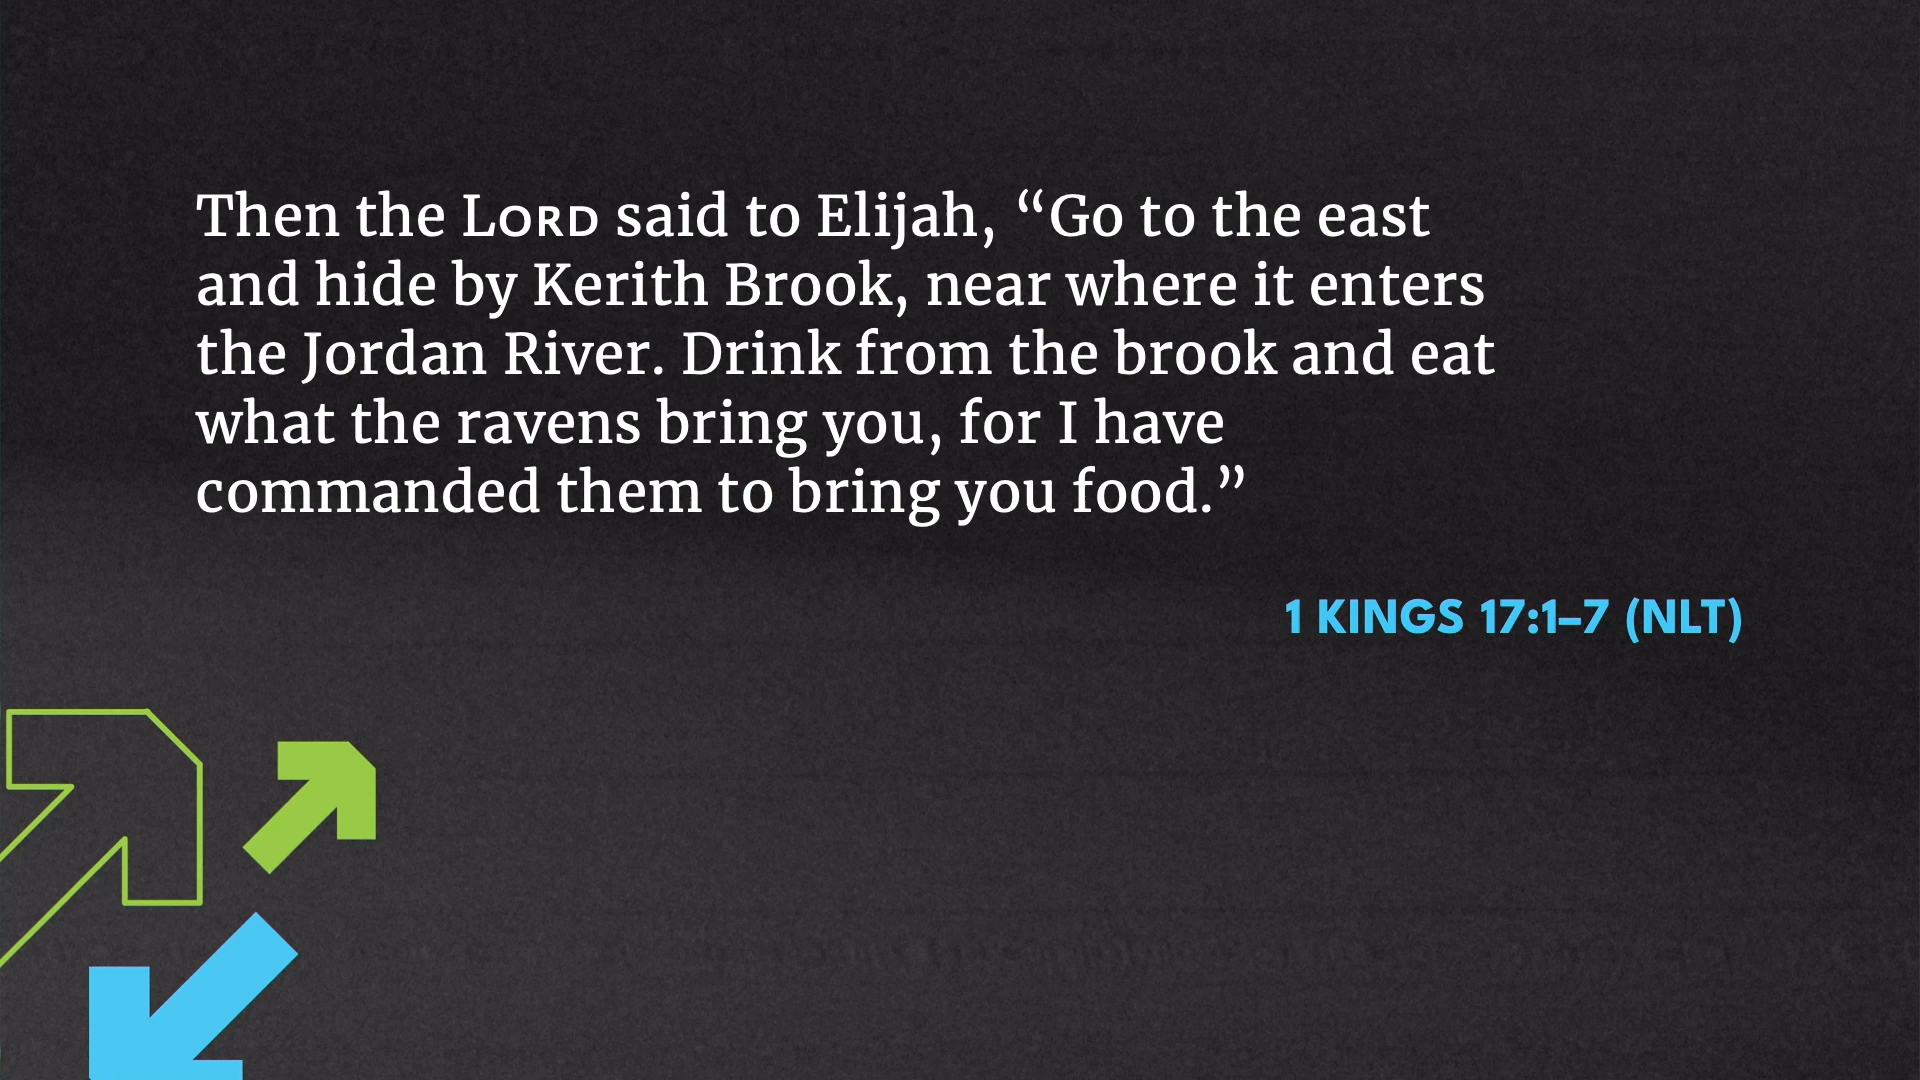 Then the LORD said to Elijah, “Go to the east
and hide by Kerith Brook, near where it enters
the Jordan River. Drink from the brook and eat
what the ravens bring you, for I have
commanded them to bring you food.”
1 KINGS 17:1–7 (NLT)